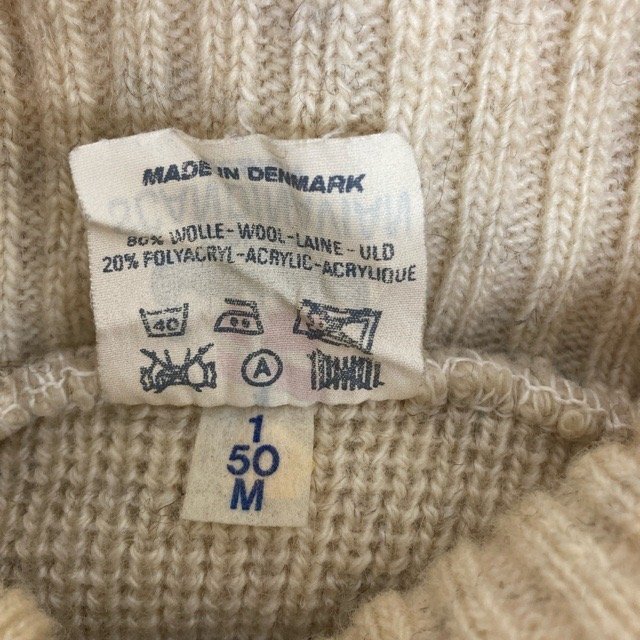 MADE IN DENMARK
80% WOLLE-WOOL-LAINE-ULD
20% POLYACRYL-ACRYLIC-ACRYLIQUE
40
A
1
50
M